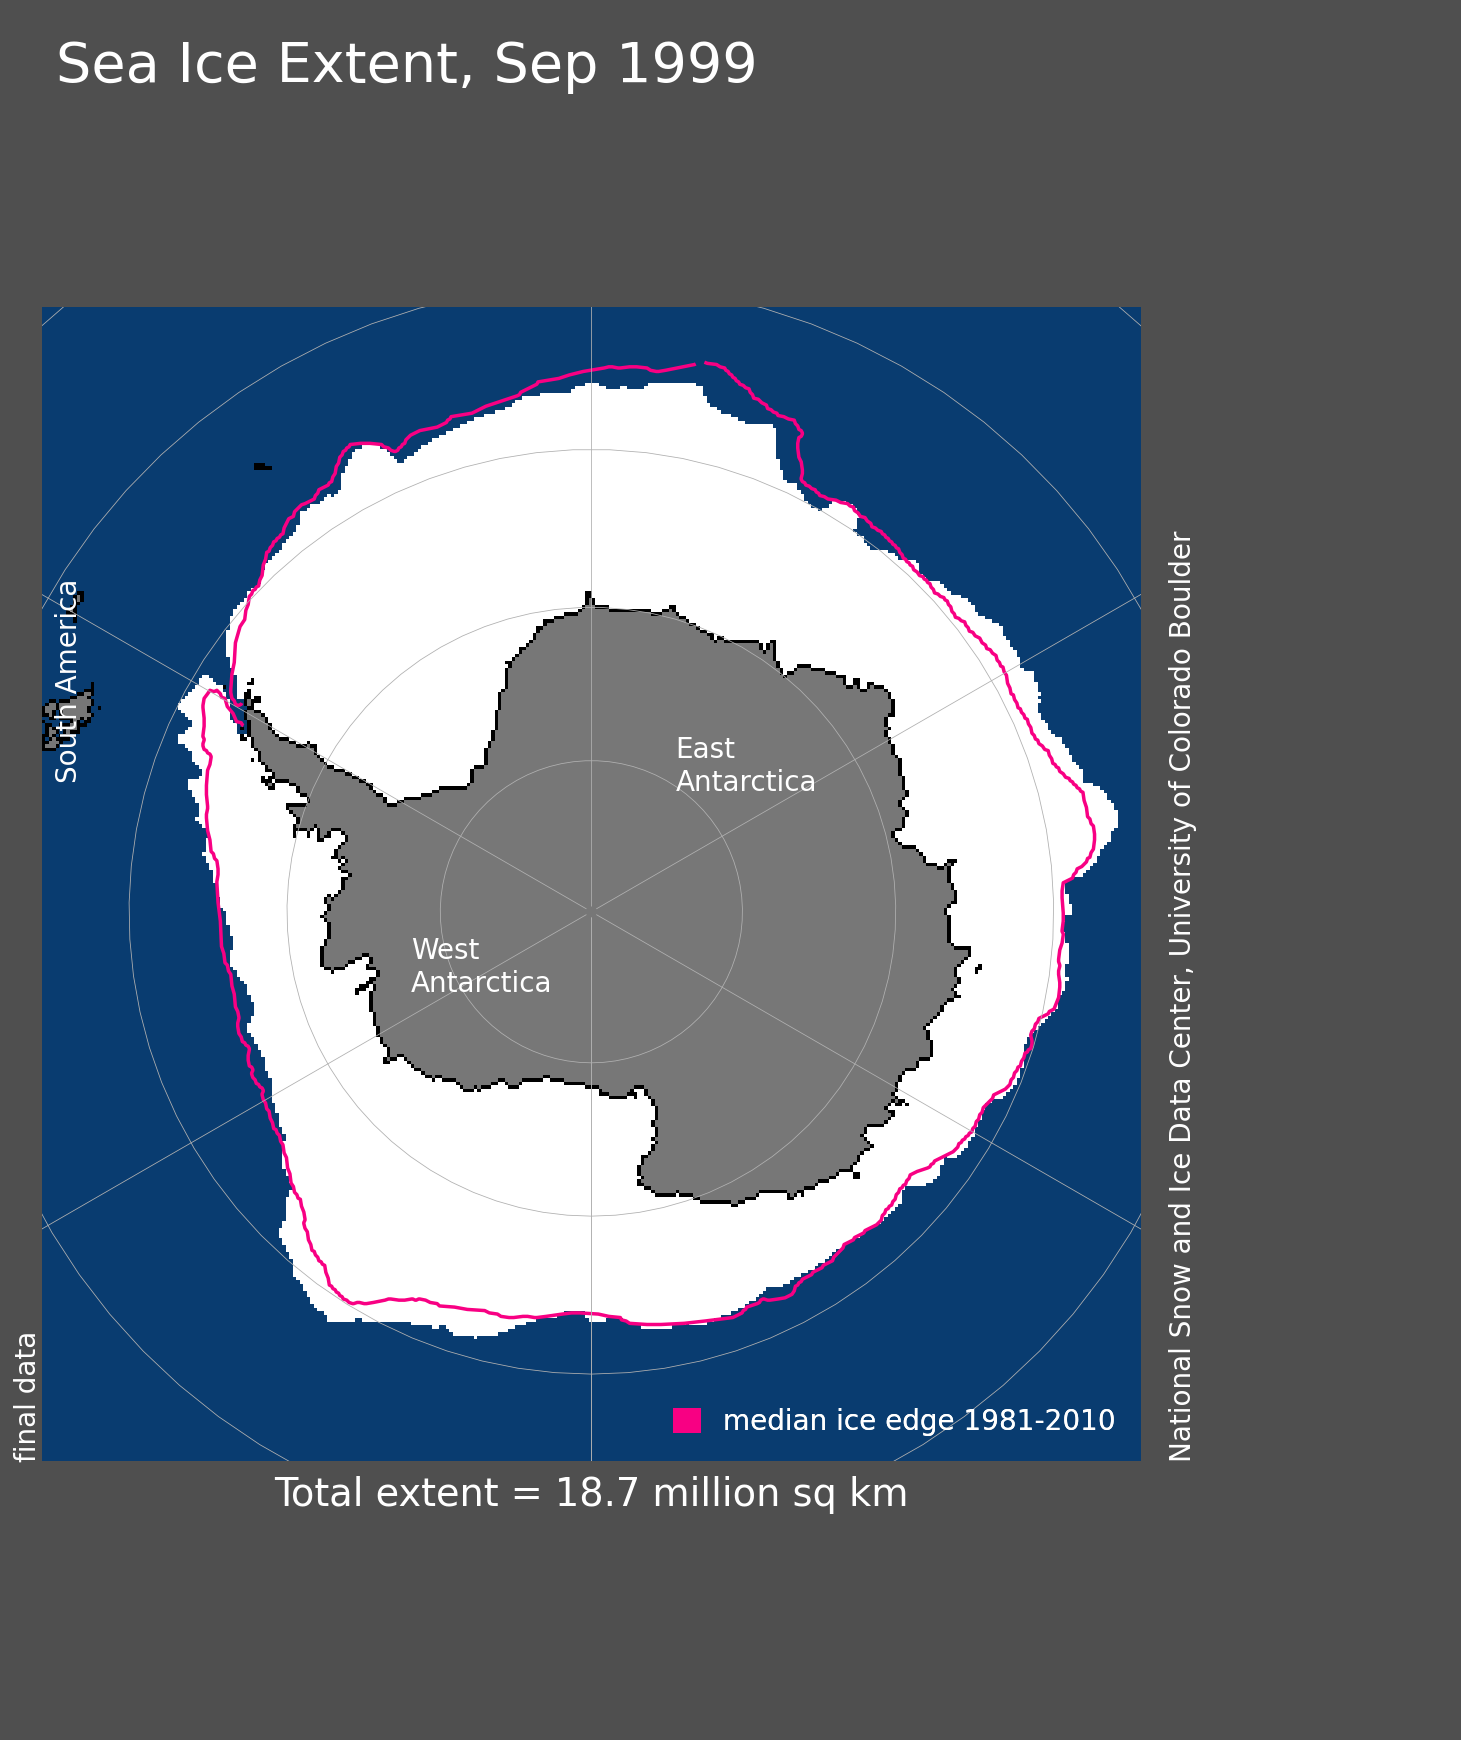 Sea Ice Extent, Sep 1999
South America
East
Antarctica
West
Antarctica
median ice edge 1981-2010
final data
National Snow and Ice Data Center, University of Colorado Boulder
Total extent = 18.7 million sq km